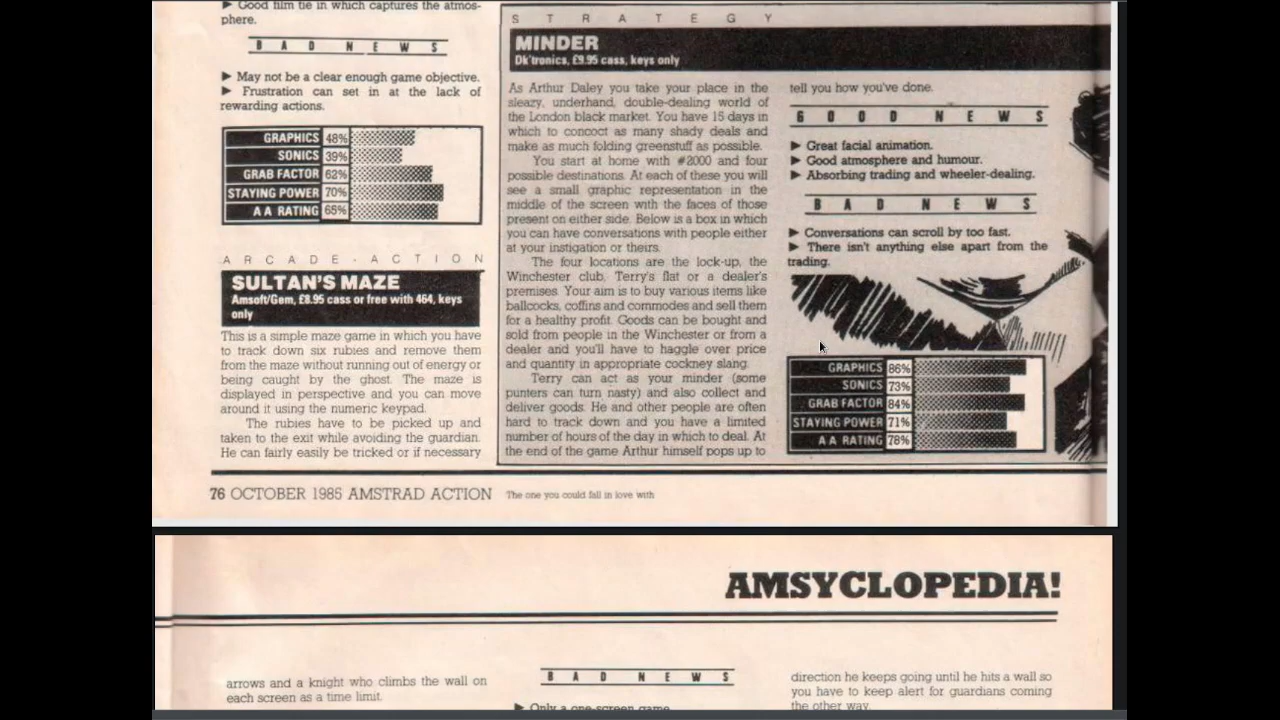 ► Good film tie in which captures the atmos-
phere.
BAD NEWS
► May not be a clear enough game objective.
► Frustration can set in at the lack of
rewarding actions.
GRAPHICS 48%
SONICS 39%
GRAB FACTOR 62%
STAYING POWER 70%
A A RATING 65%
ARCADE-ACTION
SULTAN'S MAZE
Amsoft/Gem, £8.95 cass or free with 464, keys
only
This is a simple maze game in which you have
to track down six rubies and remove them
from the maze without running out of energy or
being caught by the ghost. The maze is
displayed in perspective and you can move
around it using the numeric keypad.
The rubies have to be picked up and
taken to the exit while avoiding the guardian.
He can fairly easily be tricked or if necessary
STRATEGY
MINDER
Dk'tronics, £9.95 cass, keys only
As Arthur Daley you take your place in the
sleazy, underhand, double-dealing world of
the London black market. You have 15 days in
which to concoct as many shady deals and
make as much folding greenstuff as possible.
You start at home with #2000 and four
possible destinations. At each of these you will
see a small graphic representation in the
middle of the screen with the faces of those
present on either side. Below is a box in which
you can have conversations with people either
at your instigation or theirs.
The four locations are the lock-up, the
Winchester club, Terry's flat or a dealer's
premises. Your aim is to buy various items like
ballcocks, coffins and commodes and sell them
for a healthy profit. Goods can be bought and
sold from people in the Winchester or from a
dealer and you'll have to haggle over price
and quantity in appropriate cockney slang.
Terry can act as your minder (some
punters can turn nasty) and also collect and
deliver goods. He and other people are often
hard to track down and you have a limited
number of hours of the day in which to deal. At
the end of the game Arthur himself pops up to
tell you how you've done.
GOOD NEWS
► Great facial animation.
► Good atmosphere and humour.
► Absorbing trading and wheeler-dealing.
BAD NEWS
► Conversations can scroll by too fast.
► There isn't anything else apart from the
trading.
GRAPHICS 86%
SONICS 73%
GRAB FACTOR 84%
STAYING POWER 71%
A A RATING 78%
76 OCTOBER 1985 AMSTRAD ACTION The one you could fall in love with
AMSYCLOPEDIA!
arrows and a knight who climbs the wall on
each screen as a time limit.
BAD NEWS
► Only a one-screen game
direction he keeps going until he hits a wall so
you have to keep alert for guardians coming
the other way.